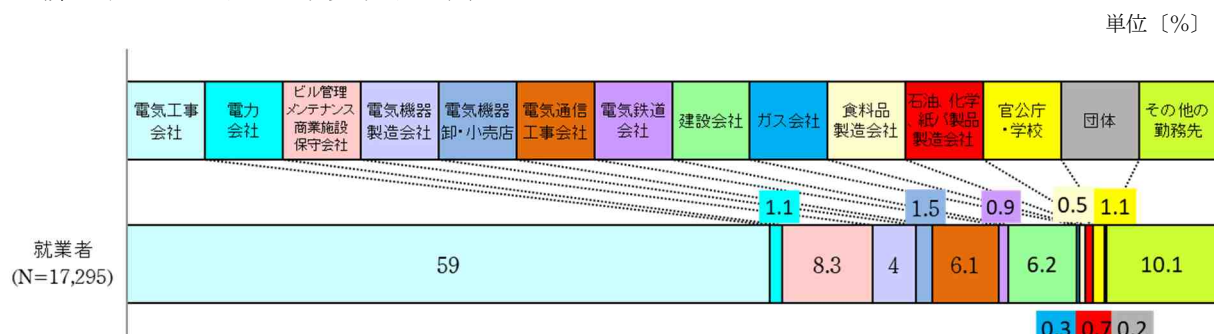 単位〔%〕
電気工事
会社
電力
会社
ビル管理
メンテナンス
商業施設
保守会社
電気機器
製造会社
電気機器
卸・小売店
電気通信
工事会社
電気鉄道
会社
建設会社
ガス会社
食料品
製造会社
石油、化学
、紙パ製品
製造会社
官公庁
・学校
団体
その他の
勤務先
1.1
1.5
0.9
0.5
1.1
就業者
(N=17,295)
59
8.3
4
6.1
6.2
10.1
0.3
0.7
0.2